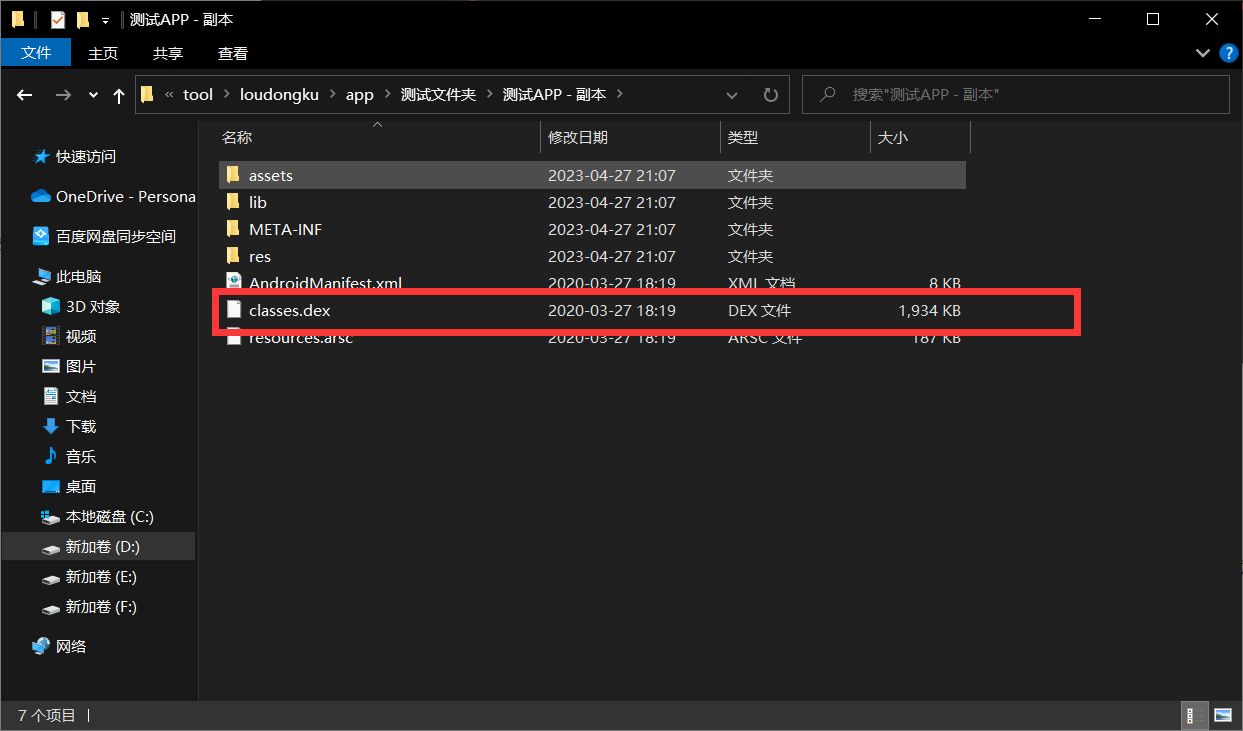 测试APP - 副本
文件 主页 共享 查看
« tool › loudongku › app › 测试文件夹 › 测试APP - 副本 ›
搜索"测试APP - 副本"
名称 修改日期 类型 大小
快速访问
OneDrive - Persona
百度网盘同步空间
此电脑
3D 对象
视频
图片
文档
下载
音乐
桌面
本地磁盘 (C:)
新加卷 (D:)
新加卷 (E:)
新加卷 (F:)
网络
assets 2023-04-27 21:07 文件夹
lib 2023-04-27 21:07 文件夹
META-INF 2023-04-27 21:07 文件夹
res 2023-04-27 21:07 文件夹
AndroidManifest.xml 2020-03-27 18:19 XML 文档 8 KB
classes.dex 2020-03-27 18:19 DEX 文件 1,934 KB
resources.arsc 2020-03-27 18:19 ARSC 文件 187 KB
7 个项目